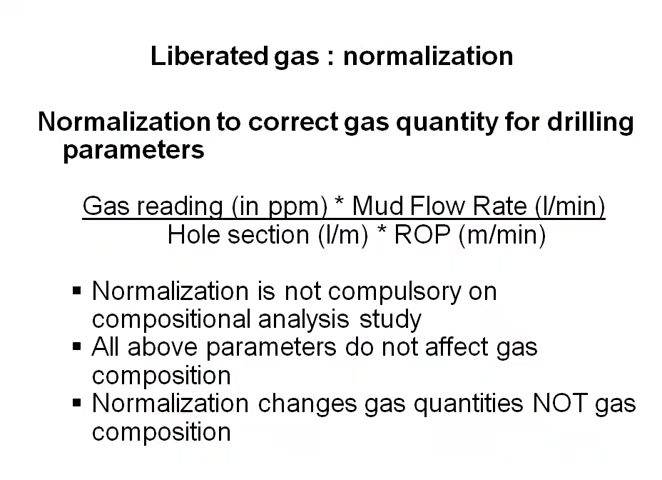 Liberated gas : normalization
Normalization to correct gas quantity for drilling
parameters
Gas reading (in ppm) * Mud Flow Rate (l/min)
Hole section (l/m) * ROP (m/min)
▪ Normalization is not compulsory on
compositional analysis study
▪ All above parameters do not affect gas
composition
▪ Normalization changes gas quantities NOT gas
composition